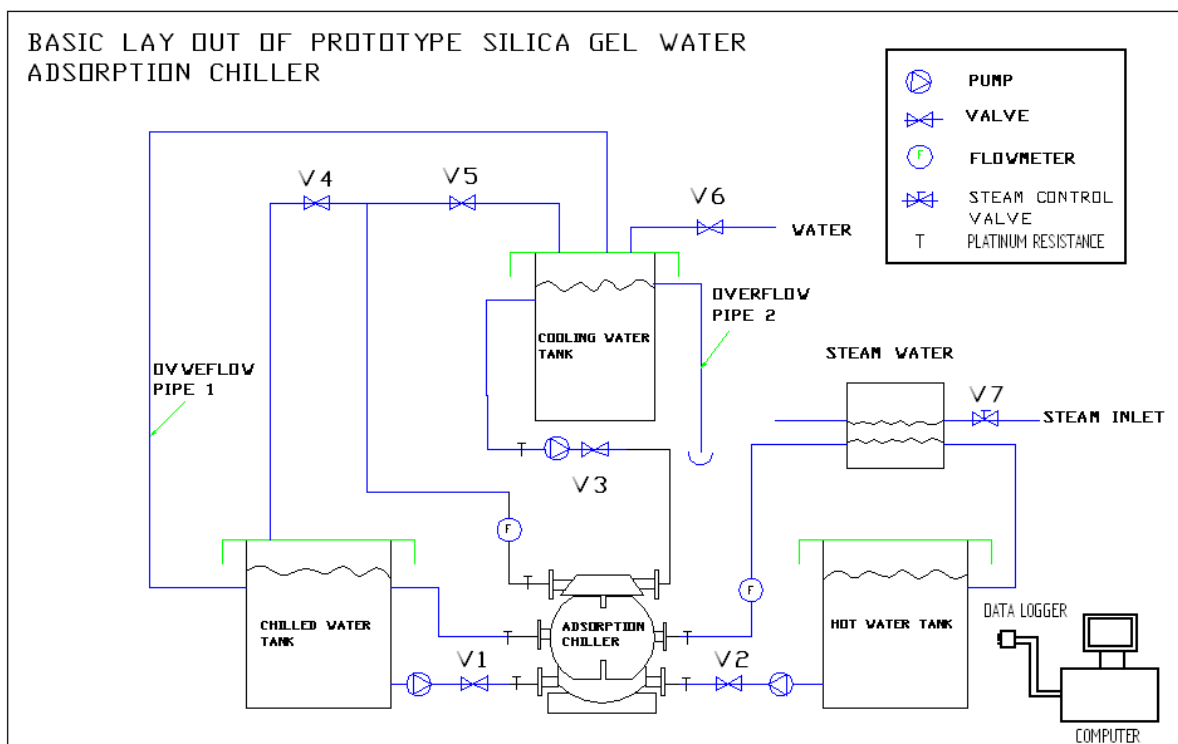 BASIC LAY OUT OF PROTOTYPE SILICA GEL WATER
ADSORPTION CHILLER
PUMP
VALVE
F
FLOWMETER
STEAM CONTROL
VALVE
T
PLATINUM RESISTANCE
V4
V5
V6
WATER
OVERFLOW
PIPE 2
COOLING WATER
TANK
OVWEFLOW
PIPE 1
STEAM WATER
V7
STEAM INLET
T
V3
F
T
F
CHILLED WATER
TANK
T
ADSORPTION
CHILLER
T
HOT WATER TANK
DATA LOGGER
V1
T
T
V2
COMPUTER